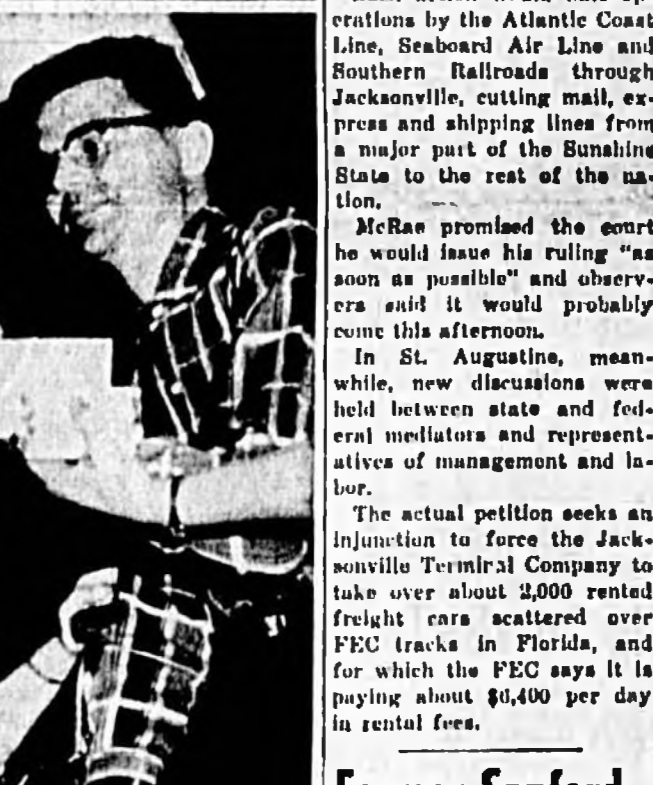 erations by the Atlantic Coast
Line, Seaboard Air Line and
Southern Railroads through
Jacksonville, cutting mail, ex-
press and shipping lines from
a major part of the Sunshine
State to the rest of the na-
tion.
McRae promised the court
he would issue his ruling "as
soon as possible" and observ-
ers said it would probably
come this afternoon.
In St. Augustine, mean-
while, new discussions were
held between state and fed-
eral mediators and represent-
atives of management and la-
bor.
The actual petition seeks an
injunction to force the Jack-
sonville Terminal Company to
take over about 2,000 rented
freight cars scattered over
FEC tracks in Florida, and
for which the FEC says it is
paying about $6,400 per day
in rental fees.
Sanford